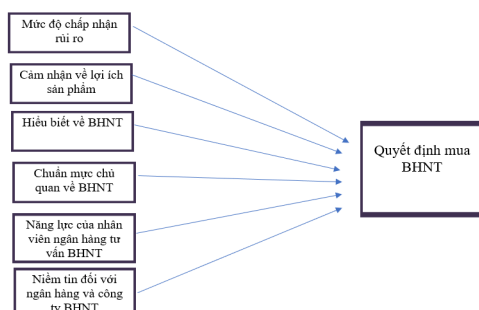 Mức độ chấp nhận
rủi ro
Cảm nhận về lợi ích
sản phẩm
Hiểu biết về BHNT
Chuẩn mực chủ
quan về BHNT
Năng lực của nhân
viên ngân hàng tư
vấn BHNT
Niềm tin đối với
ngân hàng và công
ty BHNT
Quyết định mua
BHNT